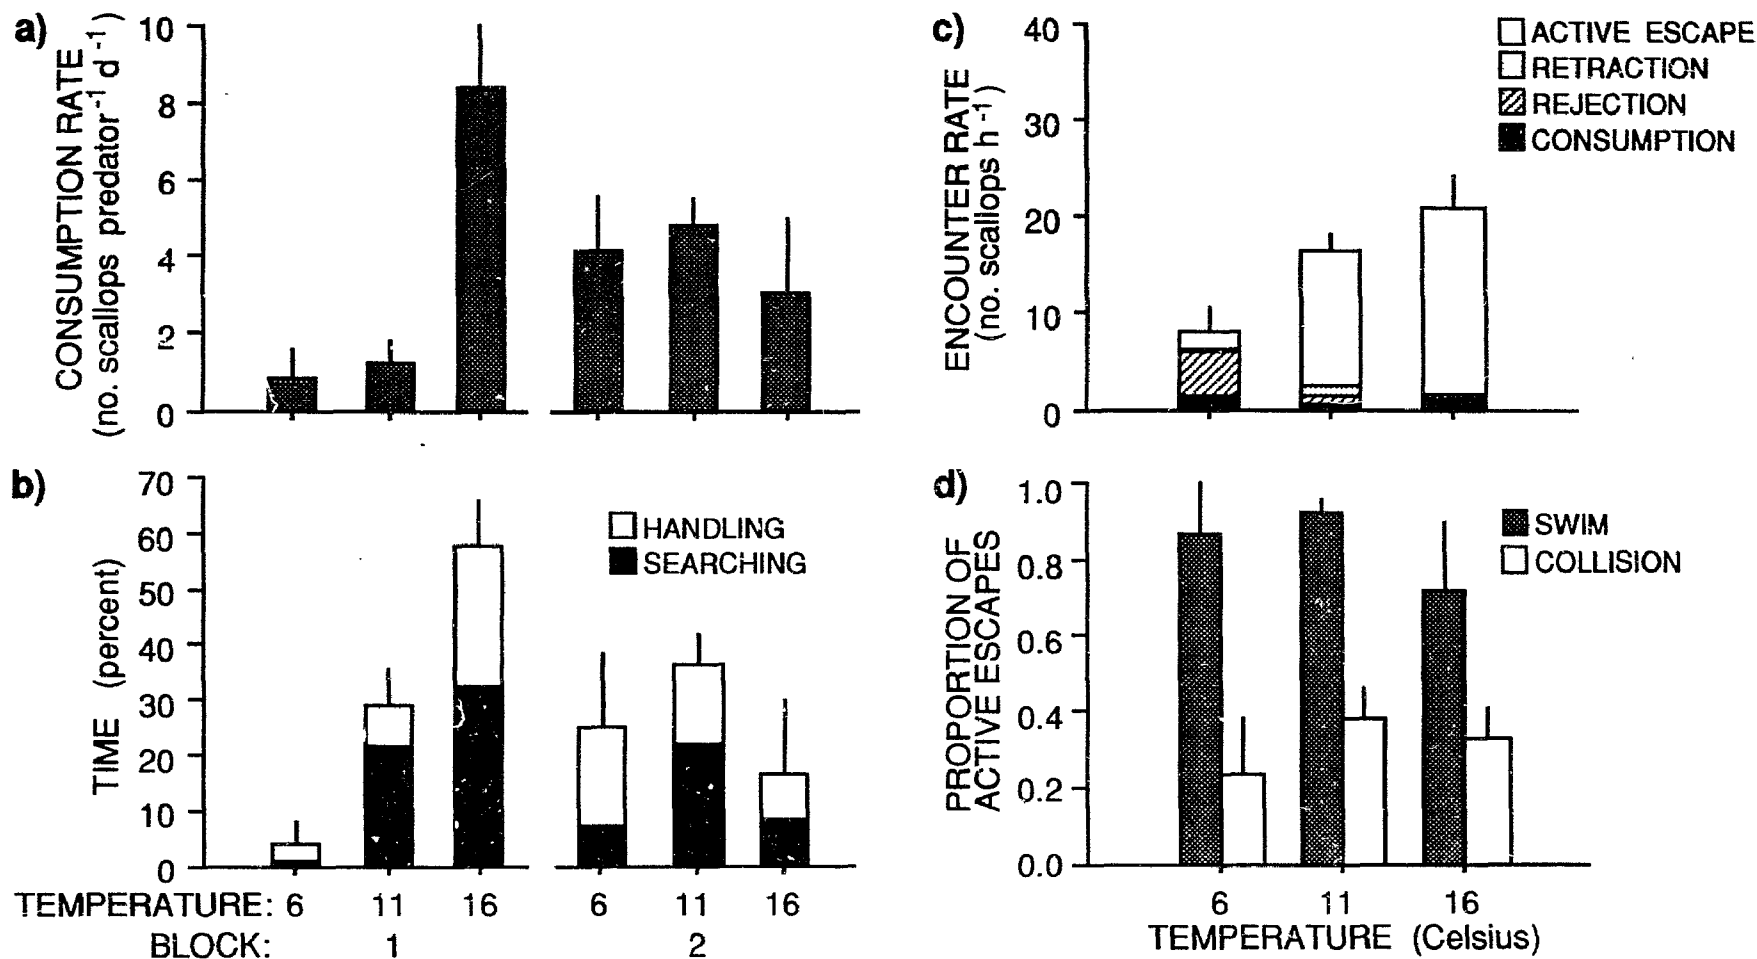 a)
CONSUMPTION RATE
(no. scallops predator⁻¹ d⁻¹)
10
8
6
4
2
0
b)
TIME (percent)
70
60
50
40
30
20
10
0
HANDLING
SEARCHING
TEMPERATURE: 6 11 16 6 11 16
BLOCK: 1 2
c)
ENCOUNTER RATE
(no. scallops h⁻¹)
40
30
20
10
0
ACTIVE ESCAPE
RETRACTION
REJECTION
CONSUMPTION
d)
PROPORTION OF
ACTIVE ESCAPES
1.0
0.8
0.6
0.4
0.2
0.0
SWIM
COLLISION
6 11 16
TEMPERATURE (Celsius)